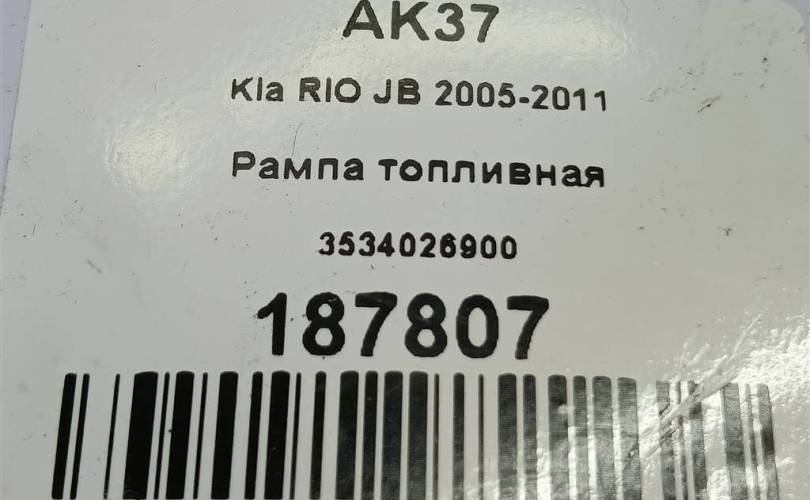 AK37
Kia RIO JB 2005-2011
Рампа топливная
3534026900
187807